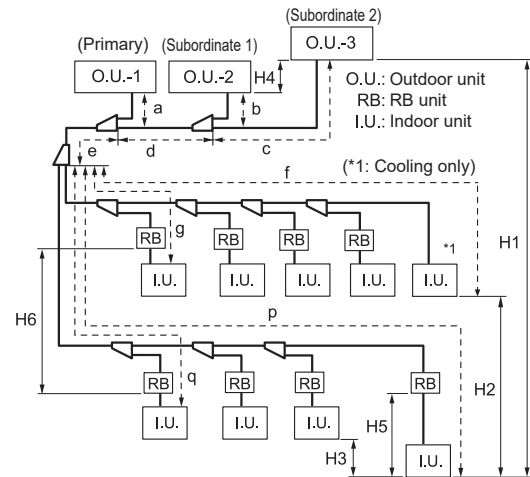 (Subordinate 2)
(Primary) (Subordinate 1)
O.U.-3
O.U.-1 O.U.-2 H4
O.U.: Outdoor unit
RB: RB unit
I.U.: Indoor unit
a b
e d c
f (*1: Cooling only)
H1
g
RB RB RB RB *1
I.U. I.U. I.U. I.U. I.U.
H6 p
H2
q
RB RB RB RB
I.U. I.U. I.U. H5
H3 I.U.